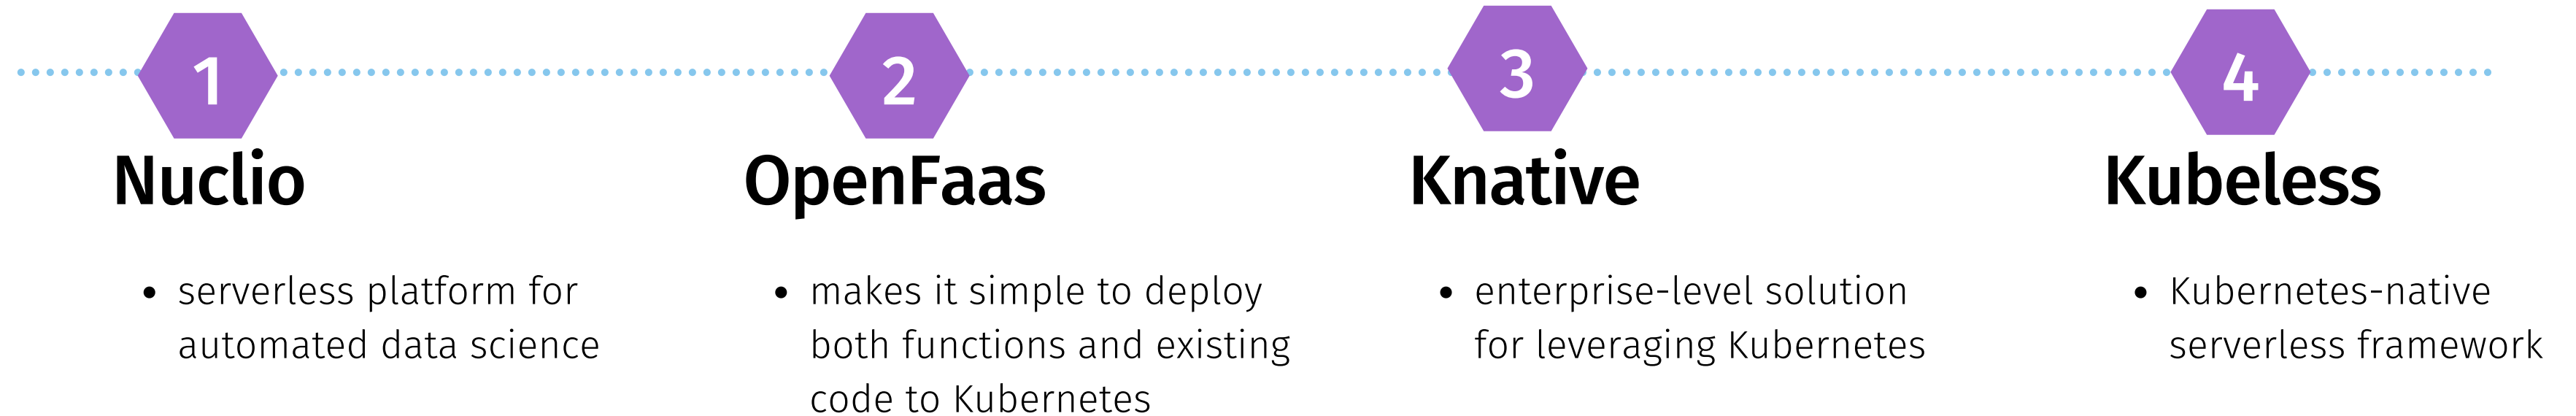 1
Nuclio
• serverless platform for
automated data science
2
OpenFaas
• makes it simple to deploy
both functions and existing
code to Kubernetes
3
Knative
• enterprise-level solution
for leveraging Kubernetes
4
Kubeless
• Kubernetes-native
serverless framework